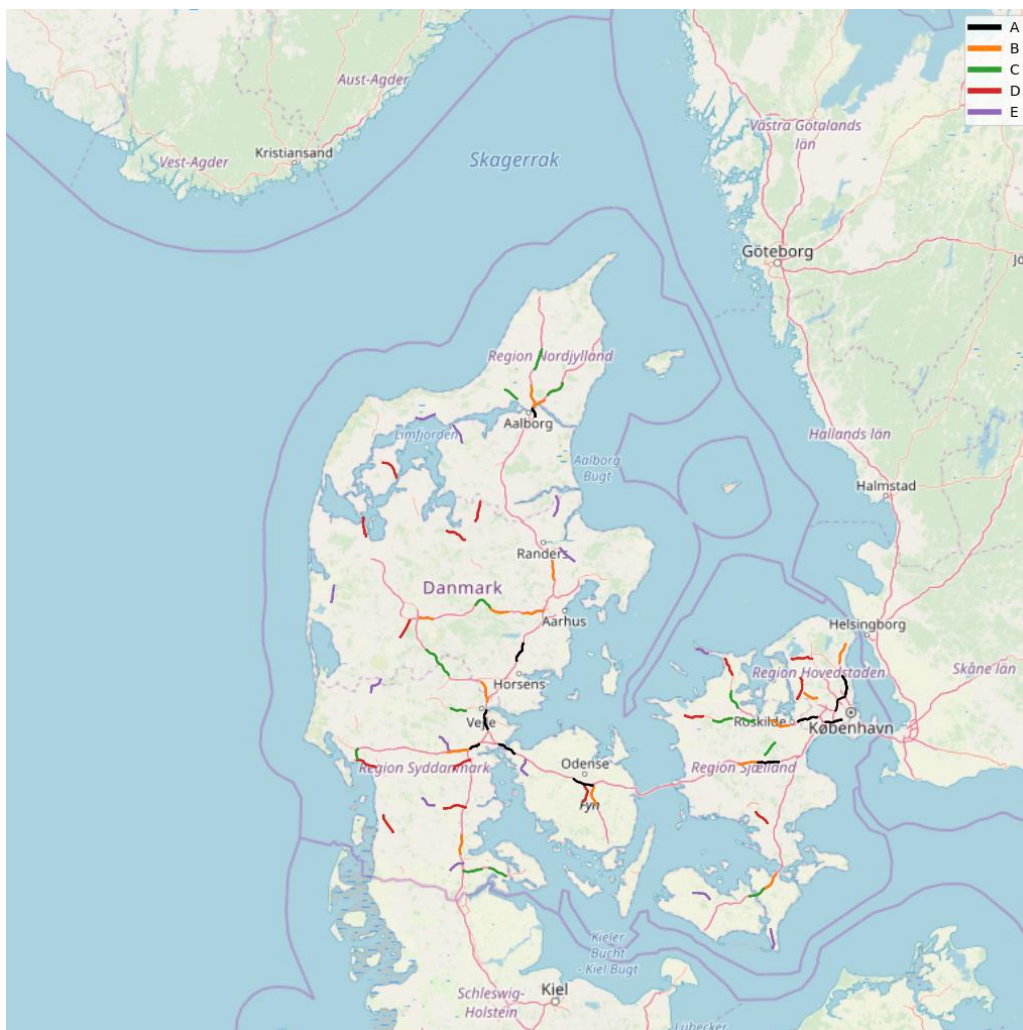 A
B
C
D
E
Aust-Agder
Vest-Agder
Kristiansand
Skagerrak
Västra Götalands
län
Göteborg
Region Nordjylland
Aalborg
Limfjorden
Aalborg
Bugt
Hallands län
Halmstad
Randers
Danmark
Aarhus
Helsingborg
Region Hovedstaden
Skåne län
Horsens
Vejle
Roskilde
København
Region Syddanmark
Region Sjælland
Odense
Fyn
Kieler
Bucht
- Kiel Bugt
Kiel
Schleswig-
Holstein